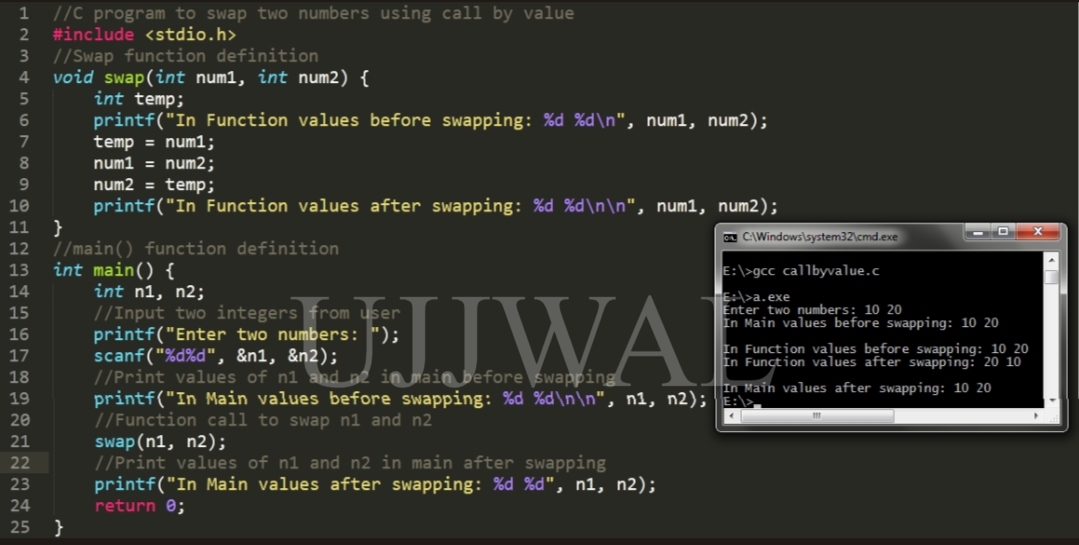 1 //C program to swap two numbers using call by value
2 #include <stdio.h>
3 //Swap function definition
4 void swap(int num1, int num2) {
5     int temp;
6     printf("In Function values before swapping: %d %d\n", num1, num2);
7     temp = num1;
8     num1 = num2;
9     num2 = temp;
10     printf("In Function values after swapping: %d %d\n\n", num1, num2);
11 }
12 //main() function definition
13 int main() {
14     int n1, n2;
15     //Input two integers from user
16     printf("Enter two numbers: ");
17     scanf("%d%d", &n1, &n2);
18     //Print values of n1 and n2 in main before swapping
19     printf("In Main values before swapping: %d %d\n\n", n1, n2);
20     //Function call to swap n1 and n2
21     swap(n1, n2);
22     //Print values of n1 and n2 in main after swapping
23     printf("In Main values after swapping: %d %d", n1, n2);
24     return 0;
25 }
UJJWAL
C:\Windows\system32\cmd.exe
E:\>gcc callbyvalue.c
E:\>a.exe
Enter two numbers: 10 20
In Main values before swapping: 10 20
In Function values before swapping: 10 20
In Function values after swapping: 20 10
In Main values after swapping: 10 20
E:\>_